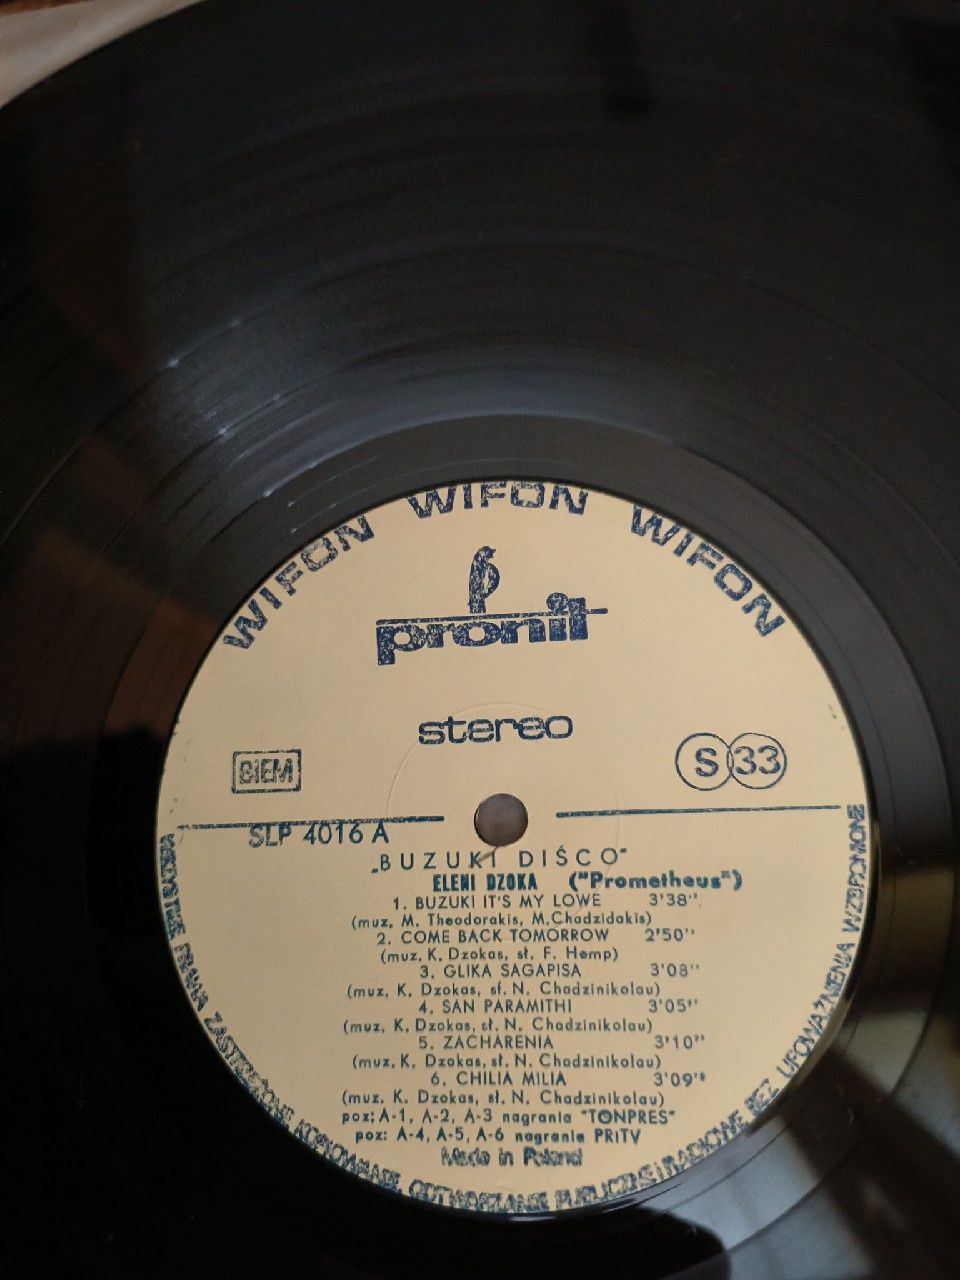 WIFON WIFON WIFON
pronit
stereo
BIEM
S 33
SLP 4016 A
„BUZUKI DIŚCO"
ELENI DZOKA ("Prometheus")
1. BUZUKI IT'S MY LOWE 3'38''
(muz. M. Theodorakis, M.Chadzidakis)
2. COME BACK TOMORROW 2'50''
(muz. K. Dzokas, sł. F. Hemp)
3. GLIKA SAGAPISA 3'08''
(muz. K. Dzokas, sł. N. Chadzinikolau)
4. SAN PARAMITHI 3'05''
(muz. K. Dzokas, sł. N. Chadzinikolau)
5. ZACHARENIA 3'10''
(muz. K. Dzokas, sł. N. Chadzinikolau)
6. CHILIA MILIA 3'09''
(muz. K. Dzokas, sł. N. Chadzinikolau)
poz: A-1, A-2, A-3 nagrania "TONPRES"
poz: A-4, A-5, A-6 nagranie PRiTV
Made in Poland
WSZYSTKIE PRAWA ZASTRZEŻONE KOPIOWANIE, ODTWARZANIE PUBLICZNE I RADIOWE BEZ UPOWAŻNIENIA WZBRONIONE